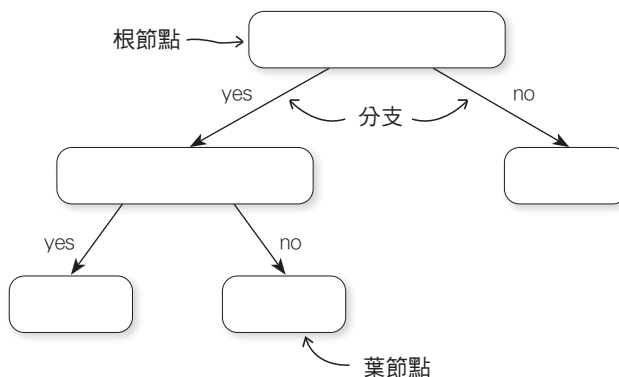 根節點
yes
no
分支
yes
no
葉節點